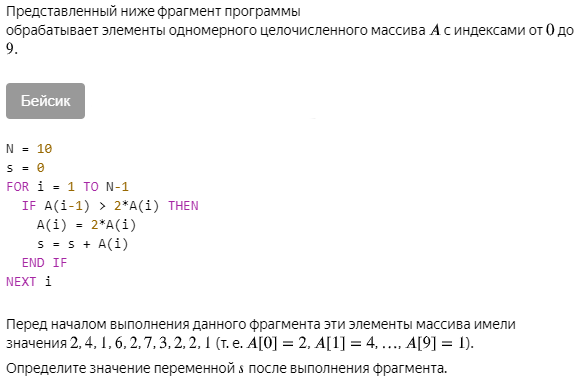 Представленный ниже фрагмент программы
обрабатывает элементы одномерного целочисленного массива A с индексами от 0 до
9.
Бейсик
N = 10
s = 0
FOR i = 1 TO N-1
  IF A(i-1) > 2*A(i) THEN
    A(i) = 2*A(i)
    s = s + A(i)
  END IF
NEXT i
Перед началом выполнения данного фрагмента эти элементы массива имели
значения 2, 4, 1, 6, 2, 7, 3, 2, 2, 1 (т. е. A[0] = 2, A[1] = 4, …, A[9] = 1).
Определите значение переменной s после выполнения фрагмента.